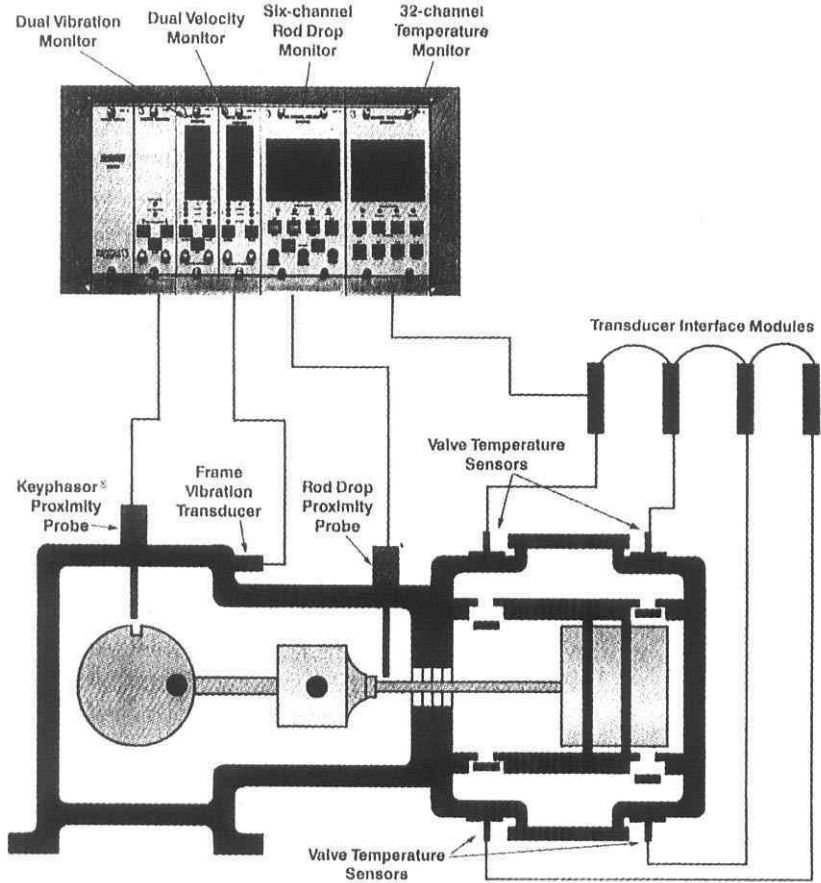 Dual Vibration
Monitor
Dual Velocity
Monitor
Six-channel
Rod Drop
Monitor
32-channel
Temperature
Monitor
Transducer Interface Modules
Valve Temperature
Sensors
Keyphasor®
Proximity
Probe
Frame
Vibration
Transducer
Rod Drop
Proximity
Probe
Valve Temperature
Sensors